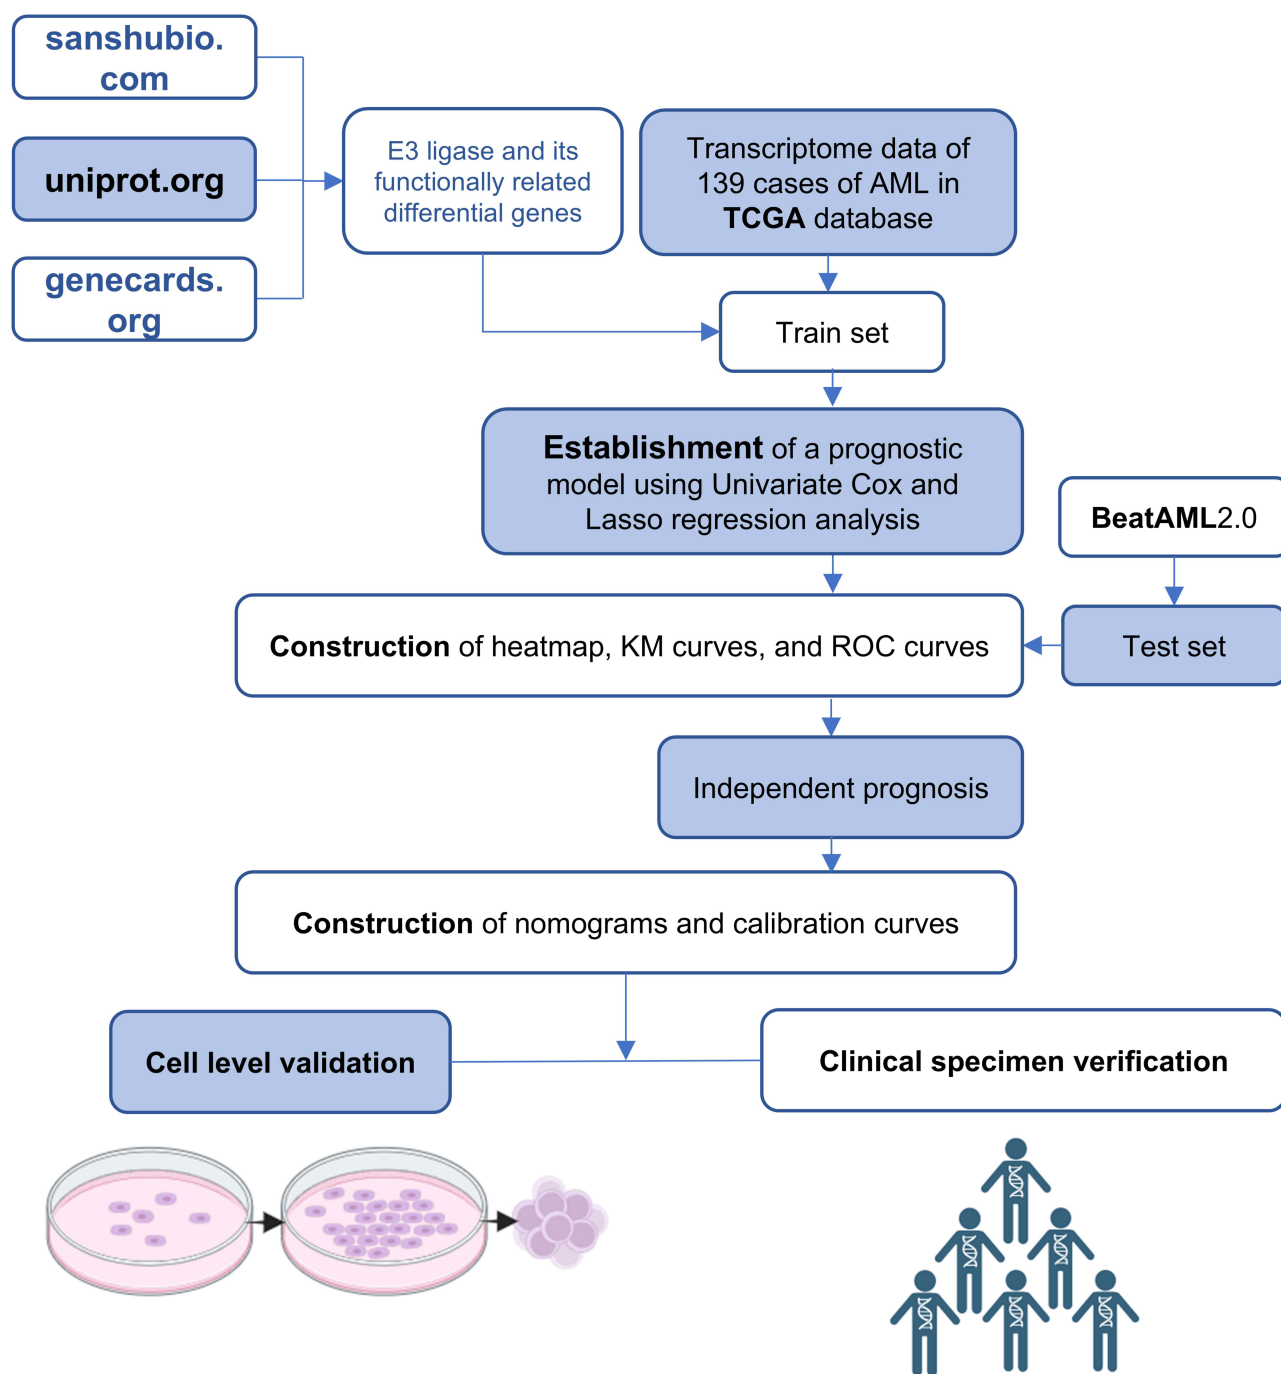 sanshubio.
com
uniprot.org
genecards.
org
E3 ligase and its
functionally related
differential genes
Transcriptome data of
139 cases of AML in
TCGA database
Train set
Establishment of a prognostic
model using Univariate Cox and
Lasso regression analysis
BeatAML2.0
Test set
Construction of heatmap, KM curves, and ROC curves
Independent prognosis
Construction of nomograms and calibration curves
Cell level validation
Clinical specimen verification